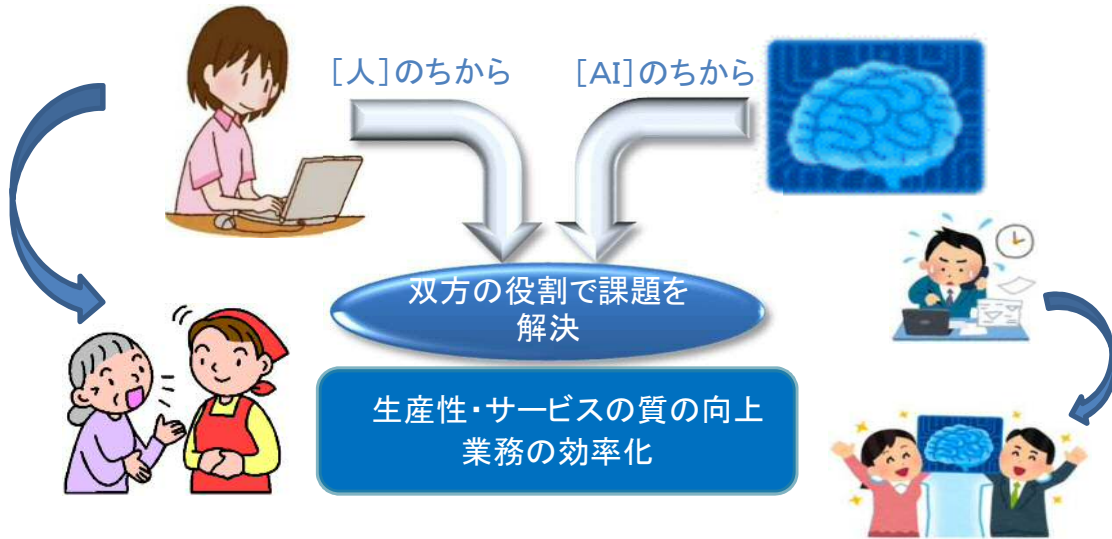 [人]のちから
[AI]のちから
双方の役割で課題を
解決
生産性・サービスの質の向上
業務の効率化